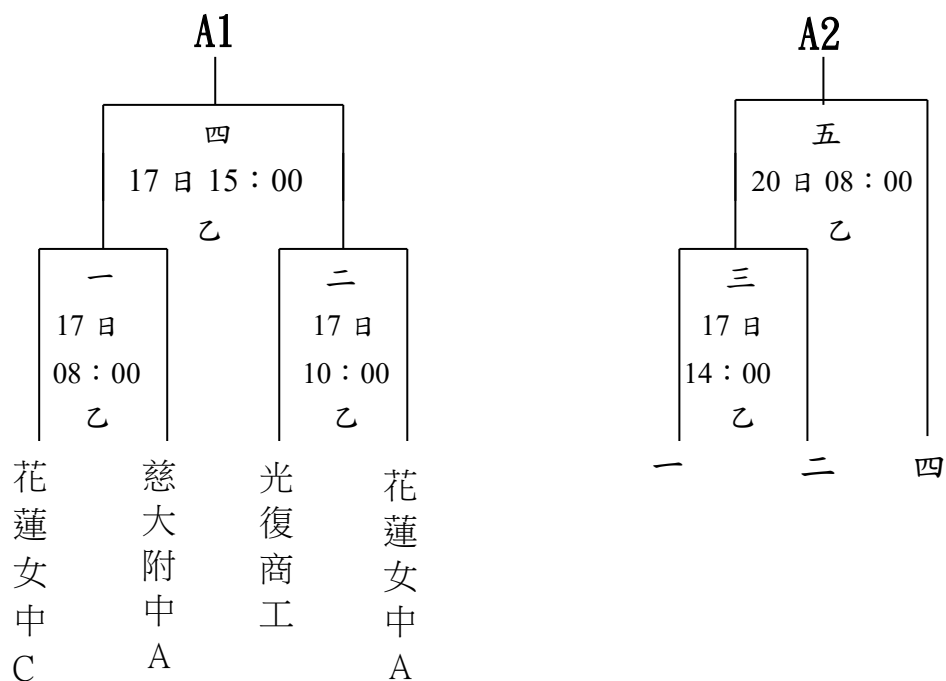 A1
四
17 日 15：00
乙
一
17 日
08：00
乙
二
17 日
10：00
乙
花蓮女中C
慈大附中A
光復商工
花蓮女中A
A2
五
20 日 08：00
乙
三
17 日
14：00
乙
一
二
四